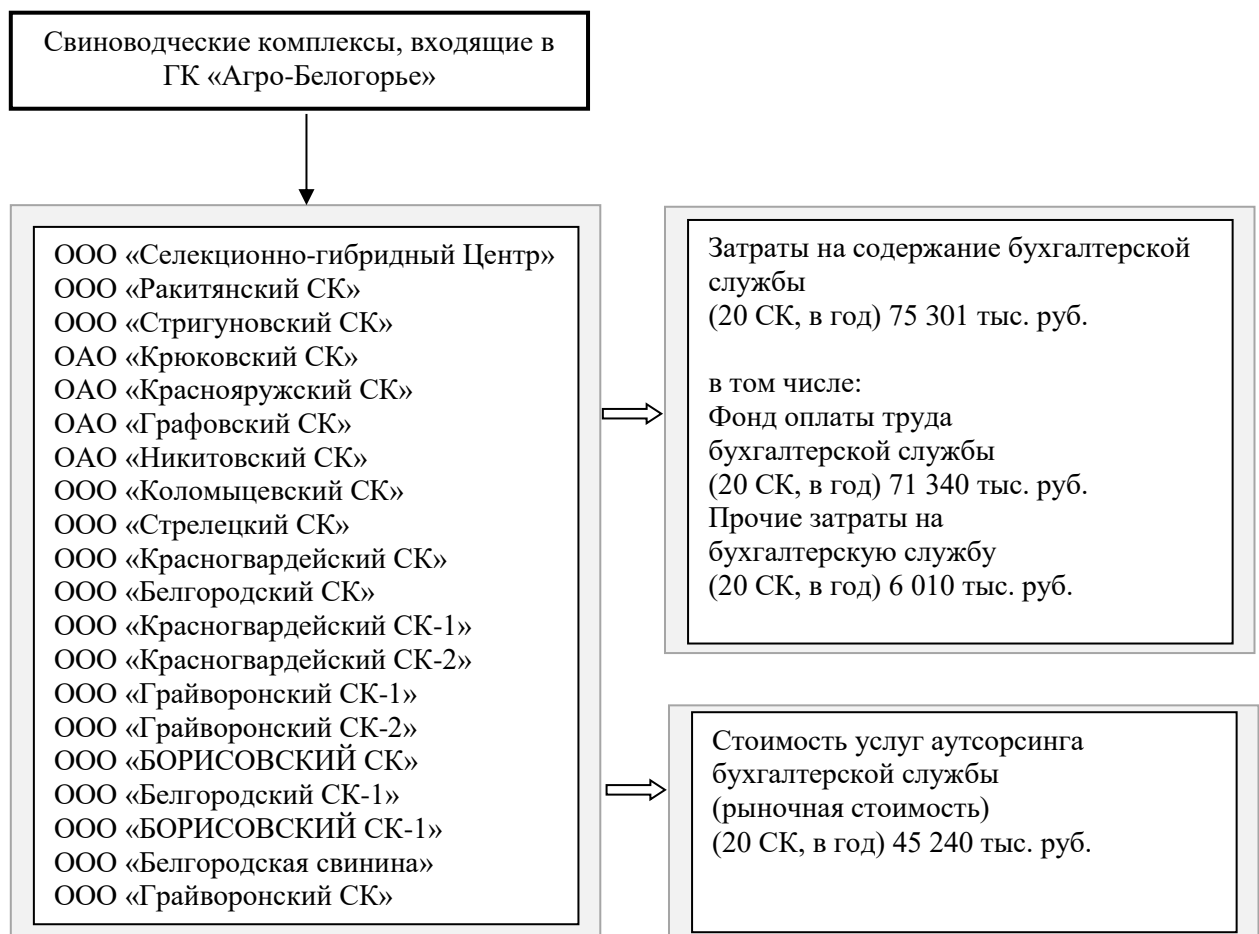 Свиноводческие комплексы, входящие в
ГК «Агро-Белогорье»
ООО «Селекционно-гибридный Центр»
ООО «Ракитянский СК»
ООО «Стригуновский СК»
ОАО «Крюковский СК»
ОАО «Краснояружский СК»
ОАО «Графовский СК»
ОАО «Никитовский СК»
ООО «Коломыцевский СК»
ООО «Стрелецкий СК»
ООО «Красногвардейский СК»
ООО «Белгородский СК»
ООО «Красногвардейский СК-1»
ООО «Красногвардейский СК-2»
ООО «Грайворонский СК-1»
ООО «Грайворонский СК-2»
ООО «БОРИСОВСКИЙ СК»
ООО «Белгородский СК-1»
ООО «БОРИСОВСКИЙ СК-1»
ООО «Белгородская свинина»
ООО «Грайворонский СК»
Затраты на содержание бухгалтерской
службы
(20 СК, в год) 75 301 тыс. руб.
в том числе:
Фонд оплаты труда
бухгалтерской службы
(20 СК, в год) 71 340 тыс. руб.
Прочие затраты на
бухгалтерскую службу
(20 СК, в год) 6 010 тыс. руб.
Стоимость услуг аутсорсинга
бухгалтерской службы
(рыночная стоимость)
(20 СК, в год) 45 240 тыс. руб.